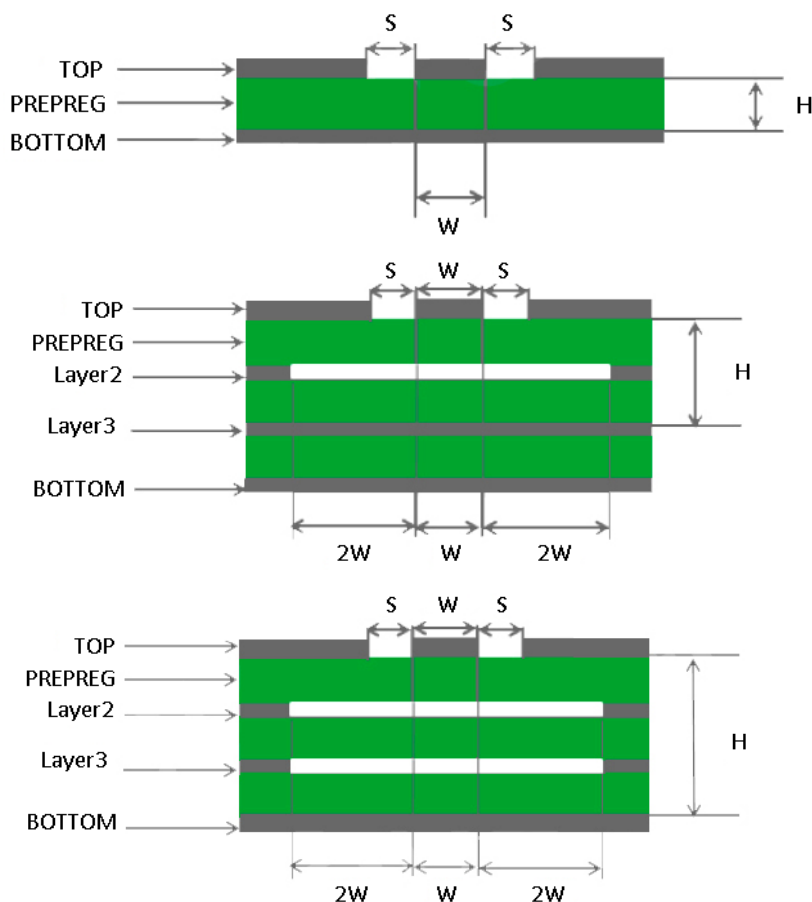 S S
TOP
PREPREG
H
BOTTOM
W
S W S
TOP
PREPREG
Layer2
H
Layer3
BOTTOM
2W W 2W
S W S
TOP
PREPREG
Layer2
H
Layer3
BOTTOM
2W W 2W